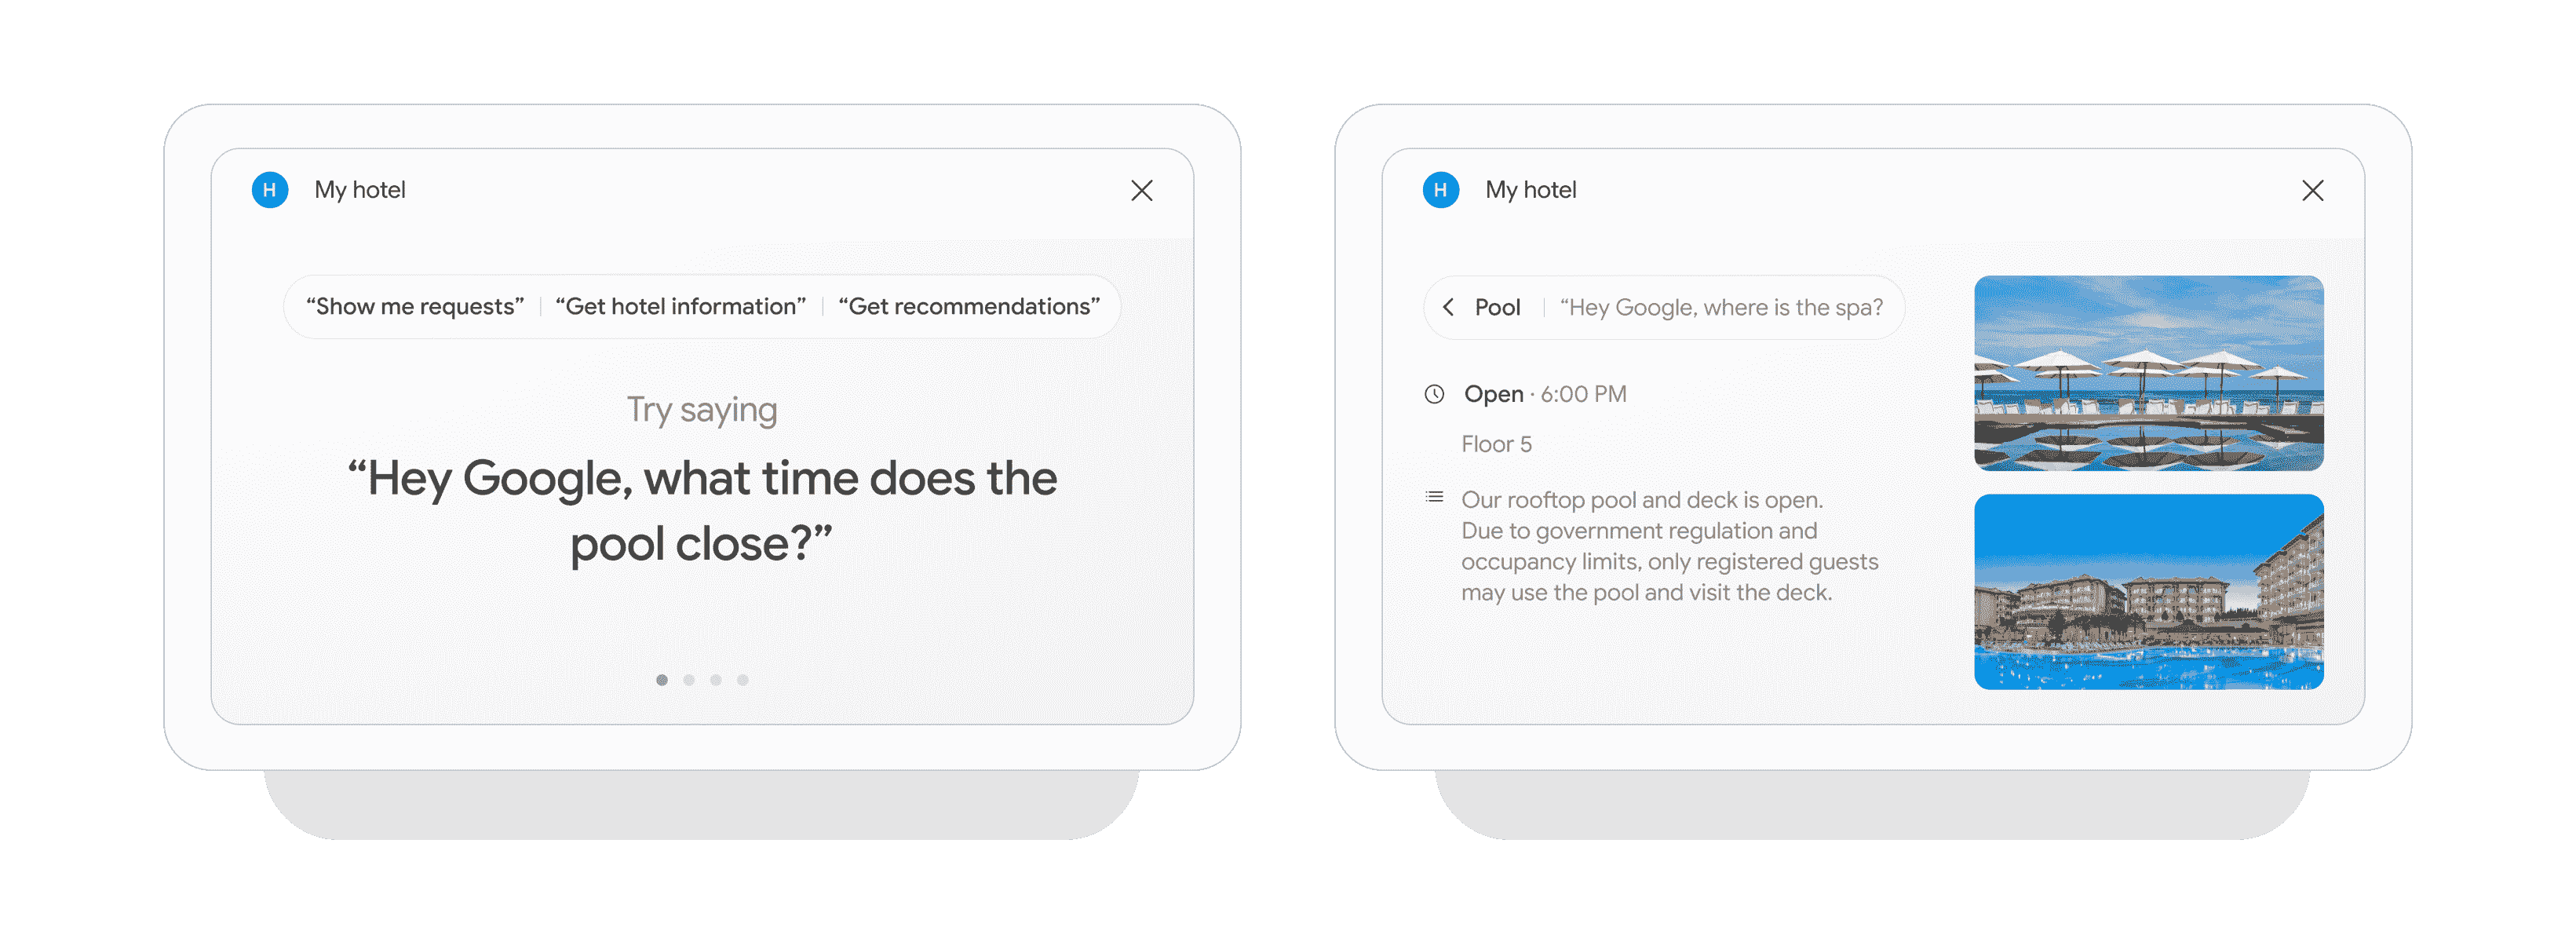 H My hotel
“Show me requests” “Get hotel information” “Get recommendations”
Try saying
“Hey Google, what time does the
pool close?”
H My hotel
Pool “Hey Google, where is the spa?
Open · 6:00 PM
Floor 5
Our rooftop pool and deck is open.
Due to government regulation and
occupancy limits, only registered guests
may use the pool and visit the deck.